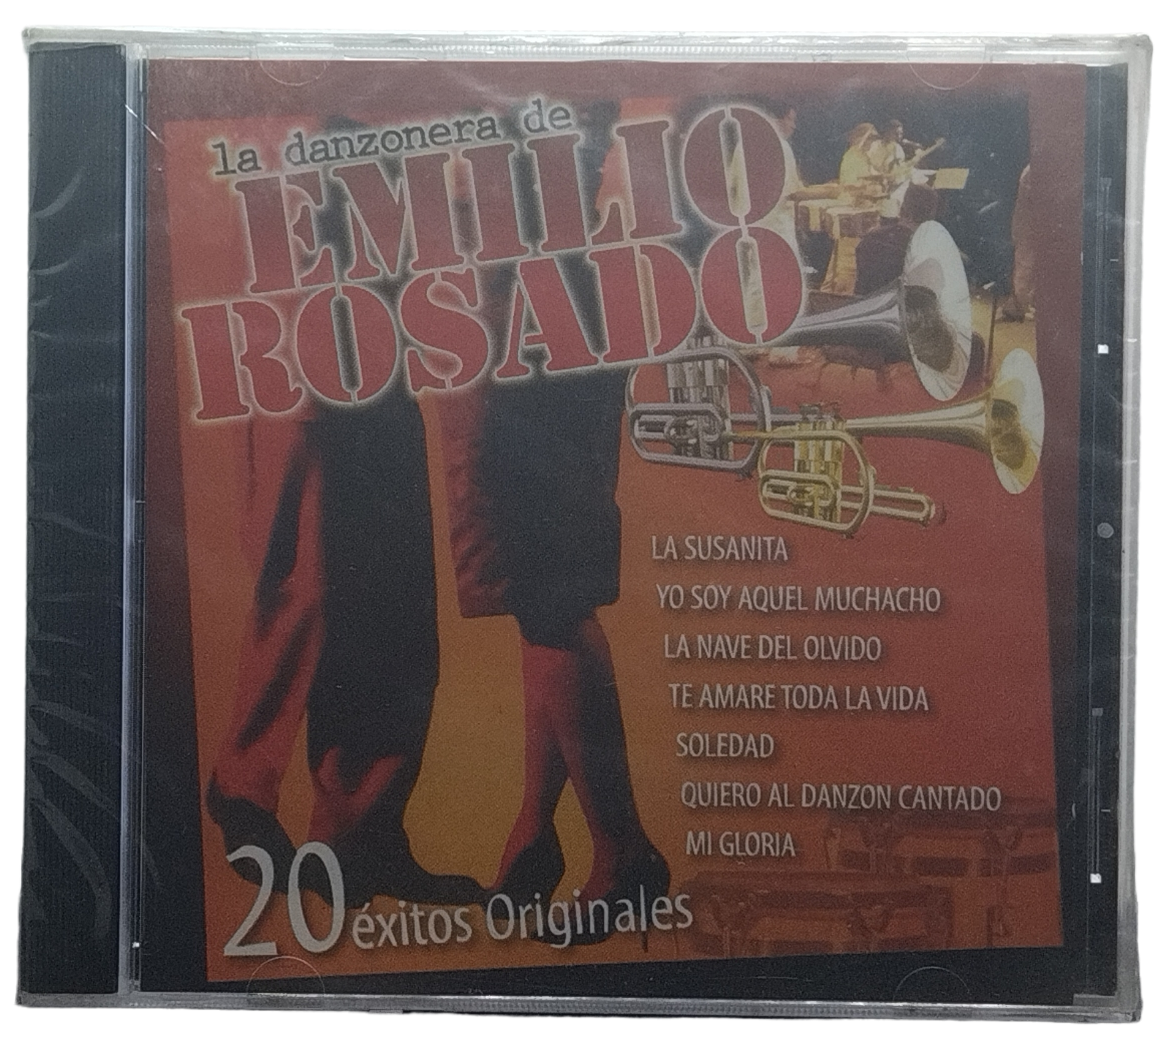 la danzonera de
EMILIO
ROSADO
LA SUSANITA
YO SOY AQUEL MUCHACHO
LA NAVE DEL OLVIDO
TE AMARE TODA LA VIDA
SOLEDAD
QUIERO AL DANZON CANTADO
MI GLORIA
20 éxitos Originales